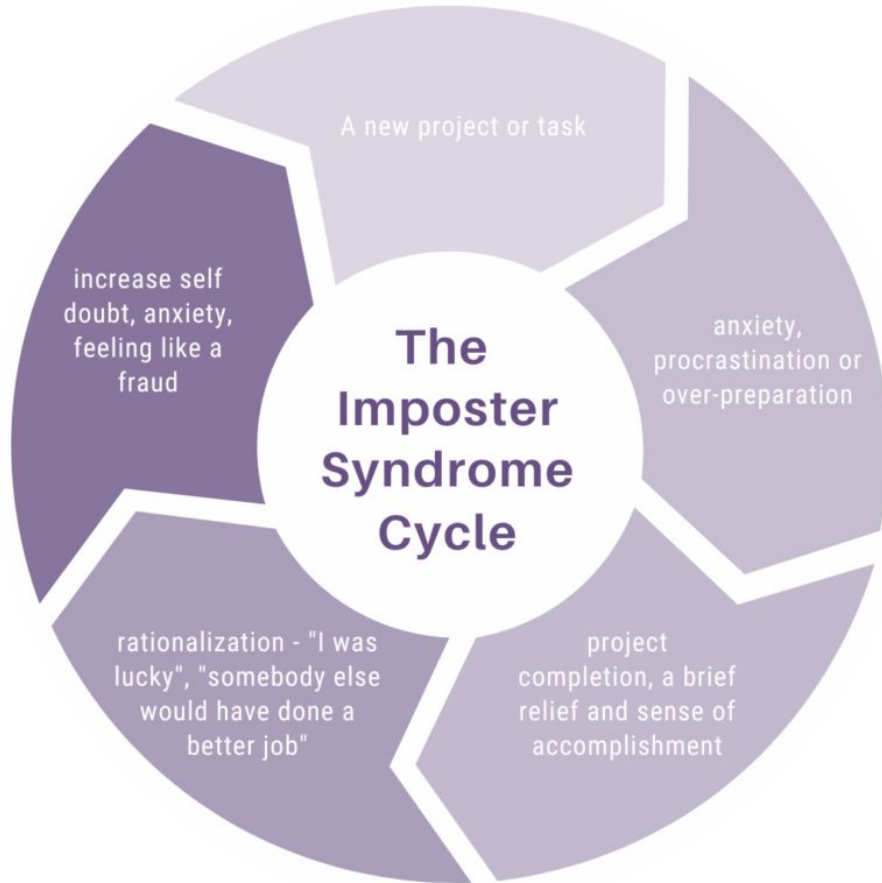 A new project or task
anxiety,
procrastination or
over-preparation
project
completion, a brief
relief and sense of
accomplishment
rationalization - "I was
lucky", "somebody else
would have done a
better job"
increase self
doubt, anxiety,
feeling like a
fraud
The
Imposter
Syndrome
Cycle